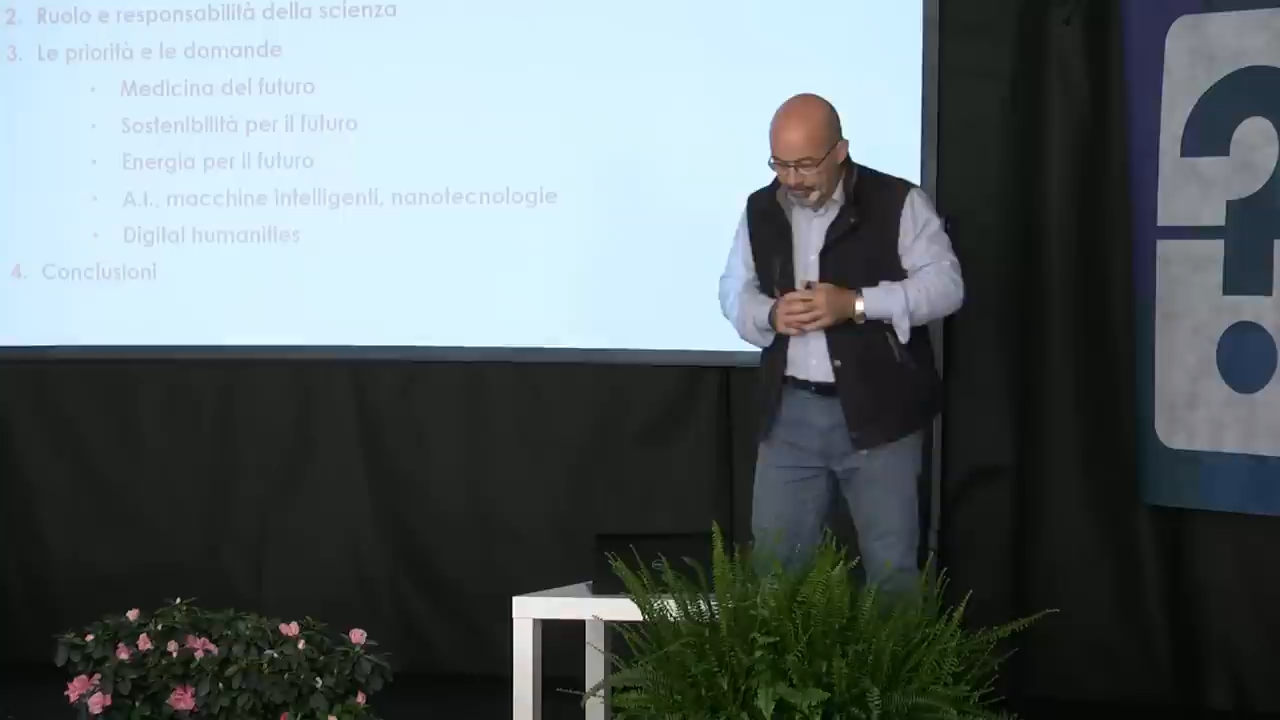 2. Ruolo e responsabilità della scienza
3. Le priorità e le domande
• Medicina del futuro
• Sostenibilità per il futuro
• Energia per il futuro
• A.I., macchine intelligenti, nanotecnologie
• Digital humanities
4. Conclusioni
?